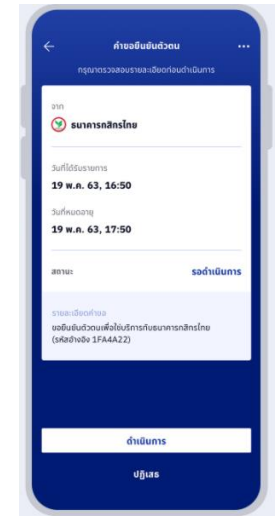 คำขอยืนยันตัวตน
กรุณาตรวจสอบรายละเอียดก่อนดำเนินการ
จาก
ธนาคารกสิกรไทย
วันที่ได้รับรายการ
19 พ.ค. 63, 16:50
วันที่หมดอายุ
19 พ.ค. 63, 17:50
สถานะ รอดำเนินการ
รายละเอียดคำขอ
ขอยืนยันตัวตนเพื่อใช้บริการกับธนาคารกสิกรไทย
(รหัสอ้างอิง 1FA4A22)
ดำเนินการ
ปฏิเสธ